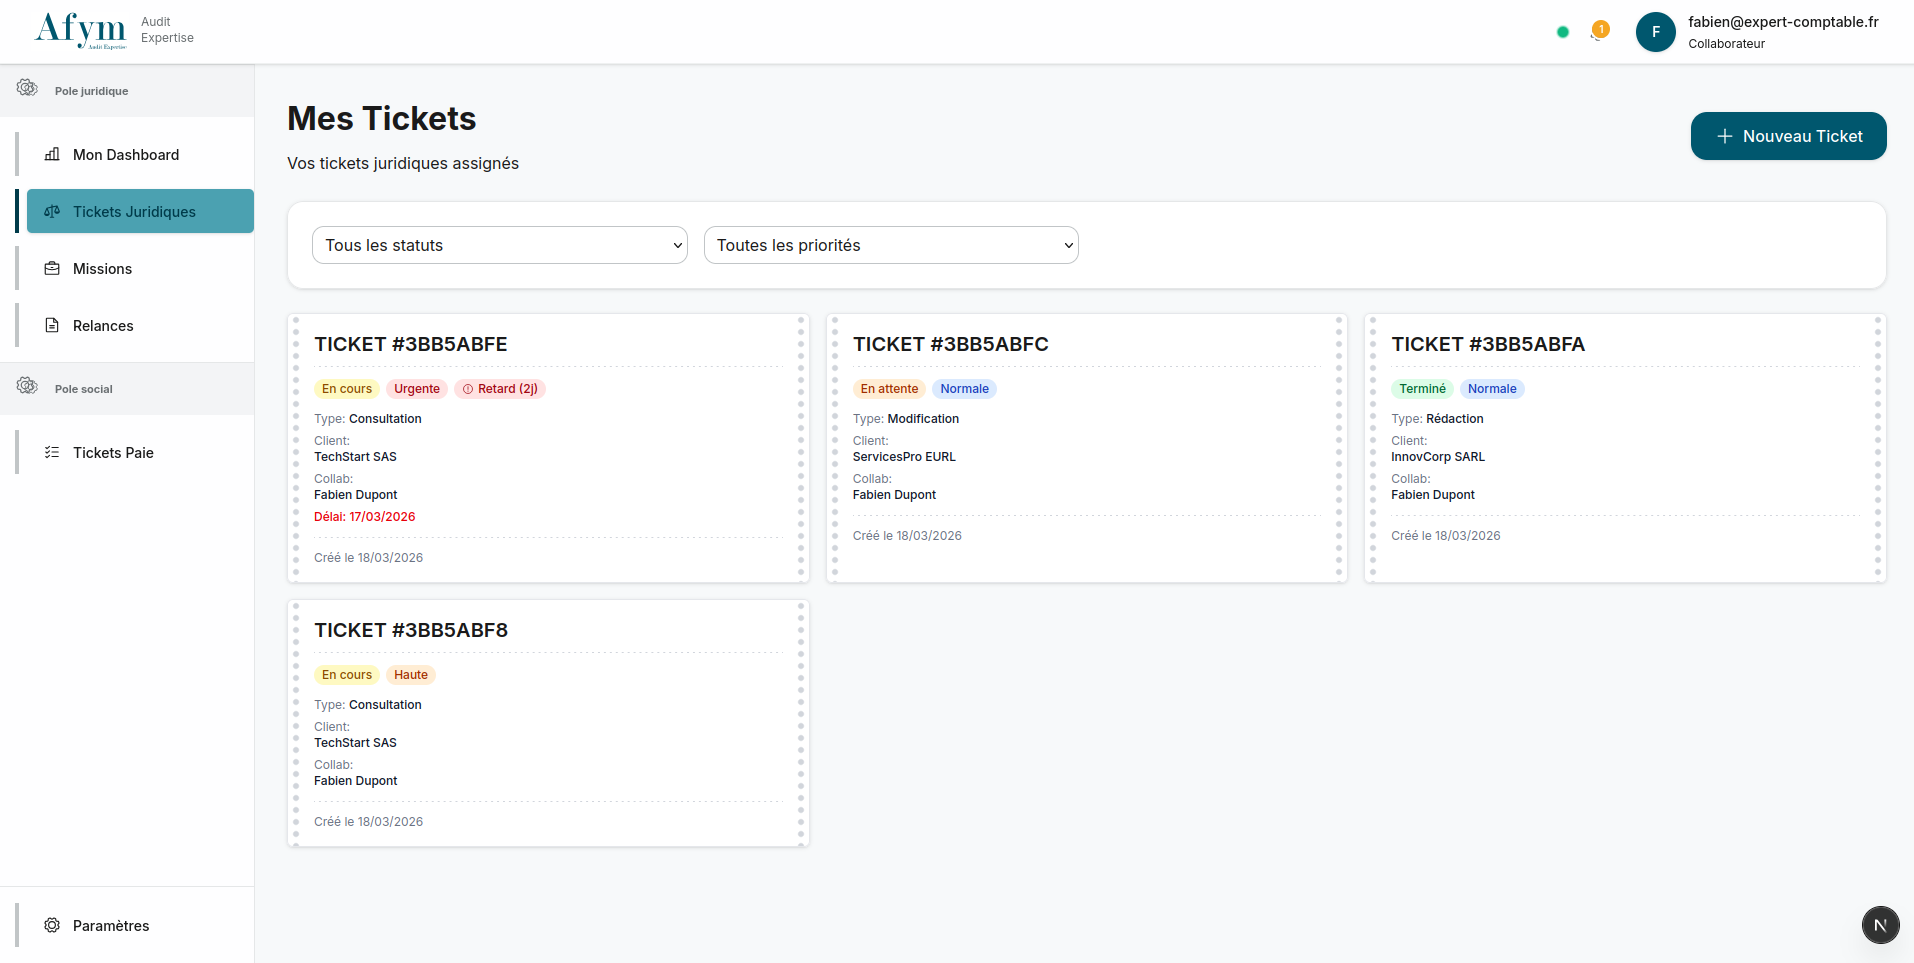 Afym
Audit Expertise
Audit
Expertise
1
F
fabien@expert-comptable.fr
Collaborateur
Pole juridique
Mon Dashboard
Tickets Juridiques
Missions
Relances
Pole social
Tickets Paie
Paramètres
Mes Tickets
Vos tickets juridiques assignés
Nouveau Ticket
Tous les statuts
Toutes les priorités
TICKET #3BB5ABFE
En cours
Urgente
Retard (2j)
Type: Consultation
Client:
TechStart SAS
Collab:
Fabien Dupont
Délai: 17/03/2026
Créé le 18/03/2026
TICKET #3BB5ABFC
En attente
Normale
Type: Modification
Client:
ServicesPro EURL
Collab:
Fabien Dupont
Créé le 18/03/2026
TICKET #3BB5ABFA
Terminé
Normale
Type: Rédaction
Client:
InnovCorp SARL
Collab:
Fabien Dupont
Créé le 18/03/2026
TICKET #3BB5ABF8
En cours
Haute
Type: Consultation
Client:
TechStart SAS
Collab:
Fabien Dupont
Créé le 18/03/2026
N